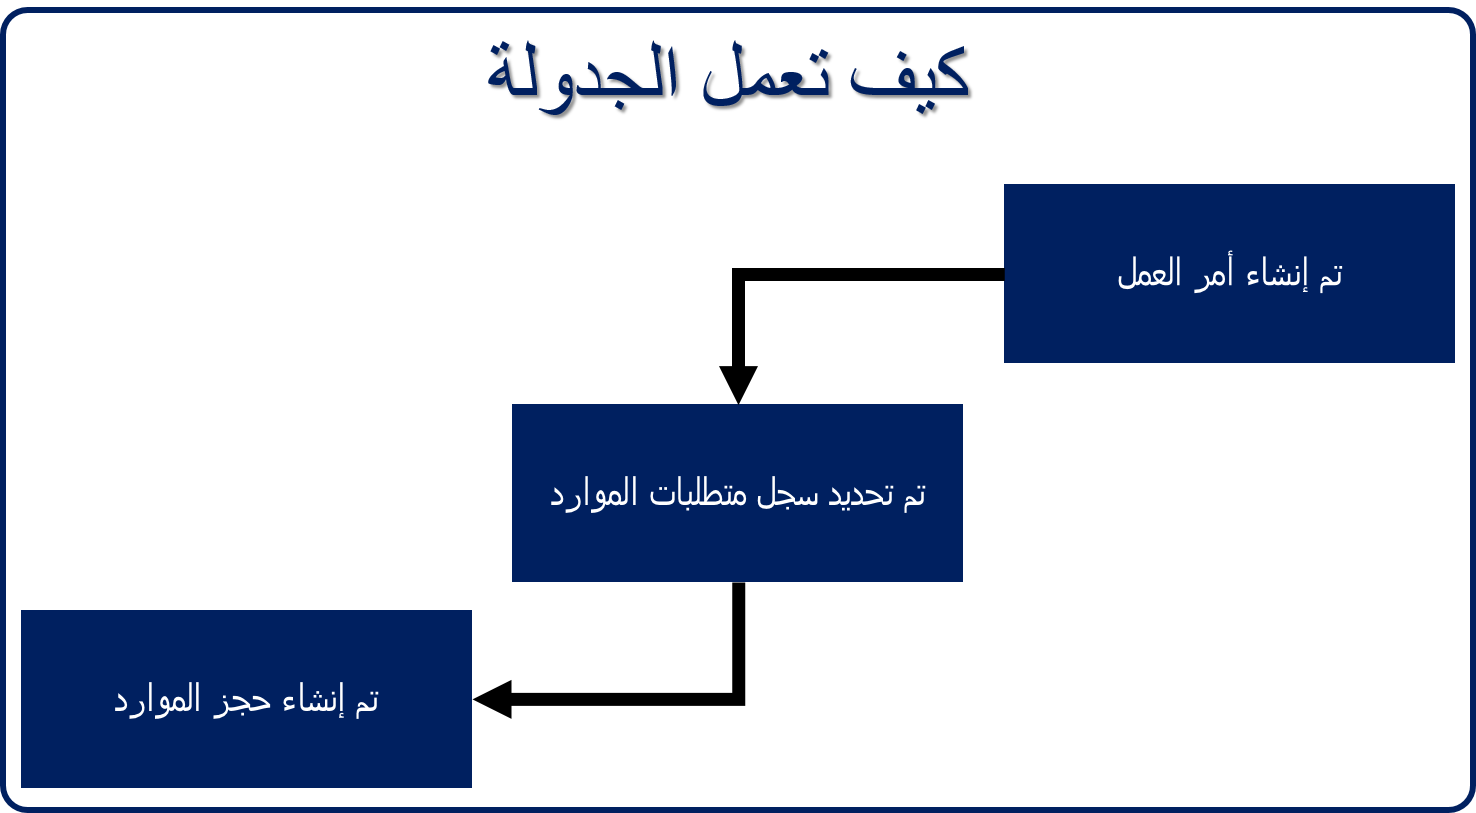 كيف تعمل الجدولة
تم إنشاء أمر العمل
تم تحديد سجل متطلبات الموارد
تم إنشاء حجز الموارد